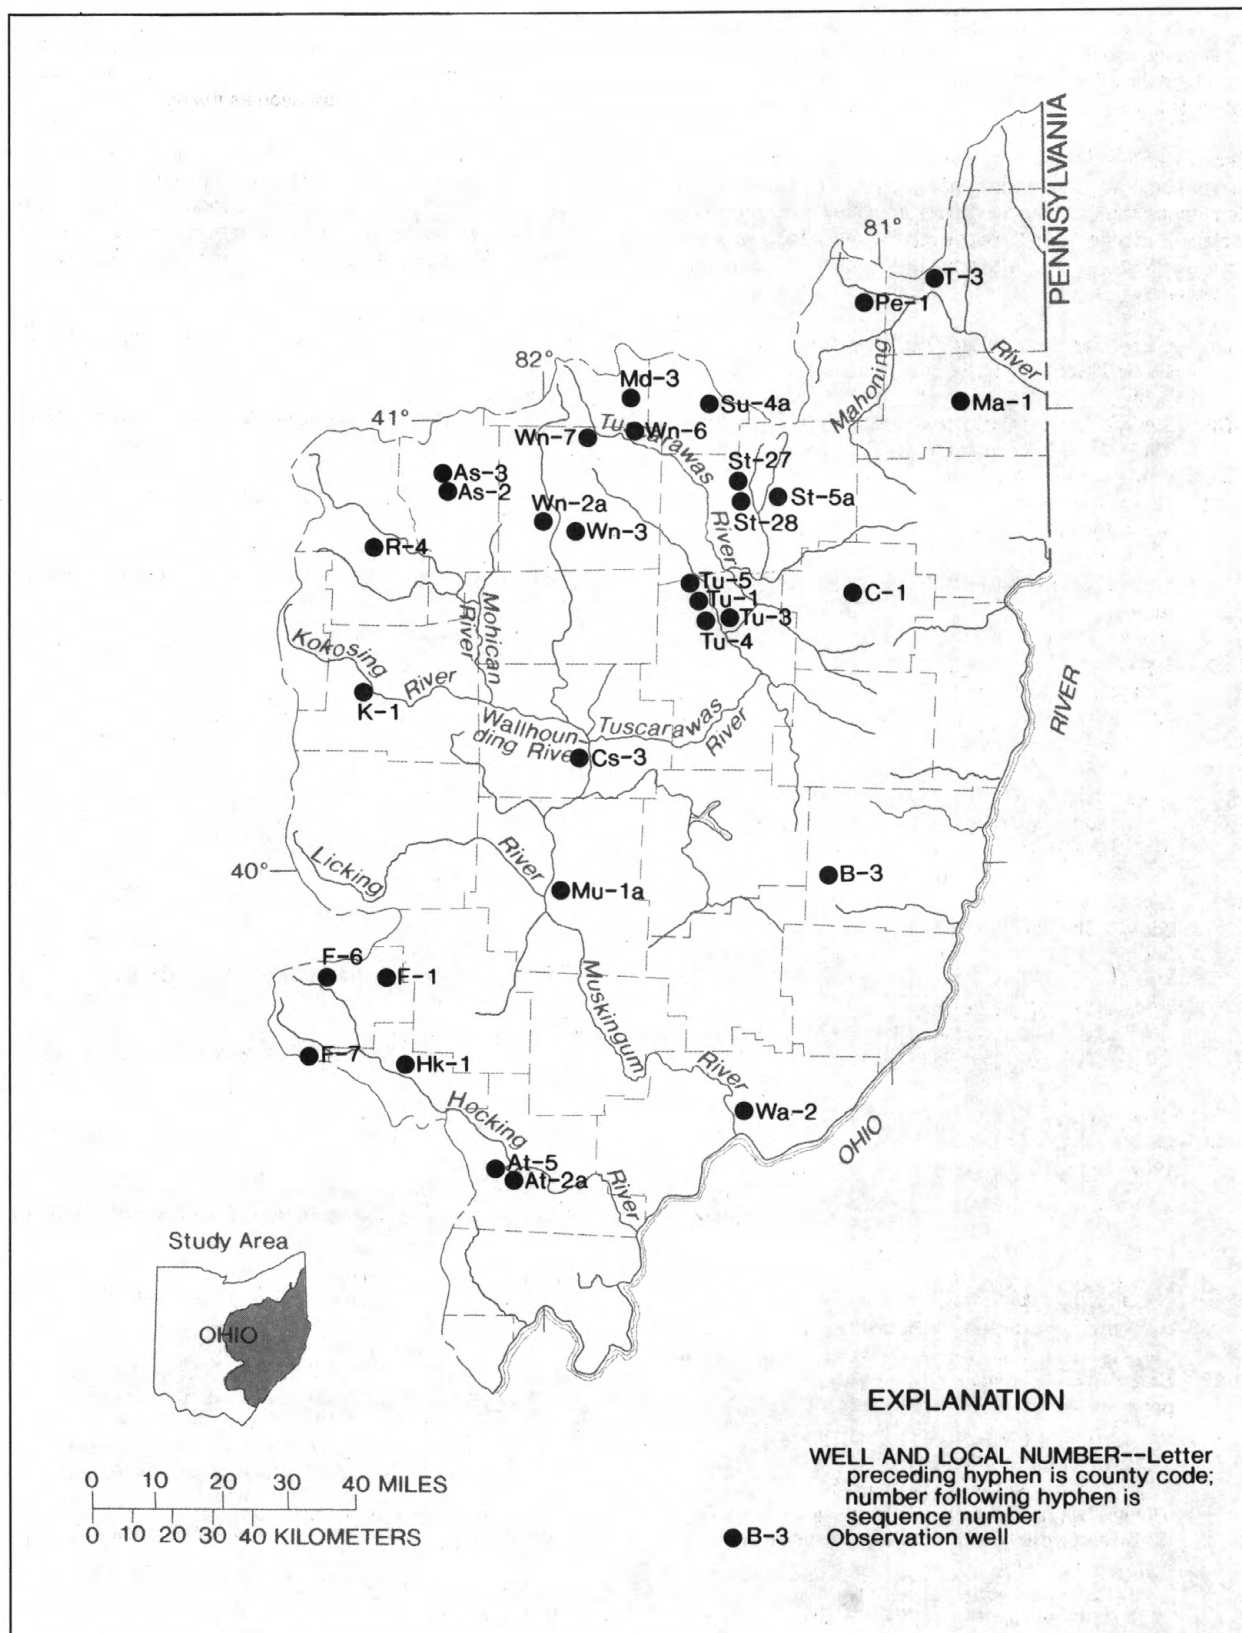 PENNSYLVANIA
81°
T-3
Pe-1
River
82°
Md-3
Mahoning
Su-4a
Ma-1
41°
Tuscarawas
Wn-6
Wn-7
St-27
As-3
St-5a
As-2
Wn-2a
St-28
Wn-3
River
R-4
Tu-5
C-1
Tu-1
Mohican
River
Tu-3
Tu-4
Kokosing
River
RIVER
K-1
Wallhoun-
ding River
Tuscarawas
River
Cs-3
Licking
River
40°
B-3
Mu-1a
F-6
F-1
Muskingum
F-7
Hk-1
River
Hocking
Wa-2
OHIO
At-5
At-2a
River
Study Area
OHIO
EXPLANATION
WELL AND LOCAL NUMBER--Letter
preceding hyphen is county code;
number following hyphen is
sequence number
B-3 Observation well
0 10 20 30 40 MILES
0 10 20 30 40 KILOMETERS